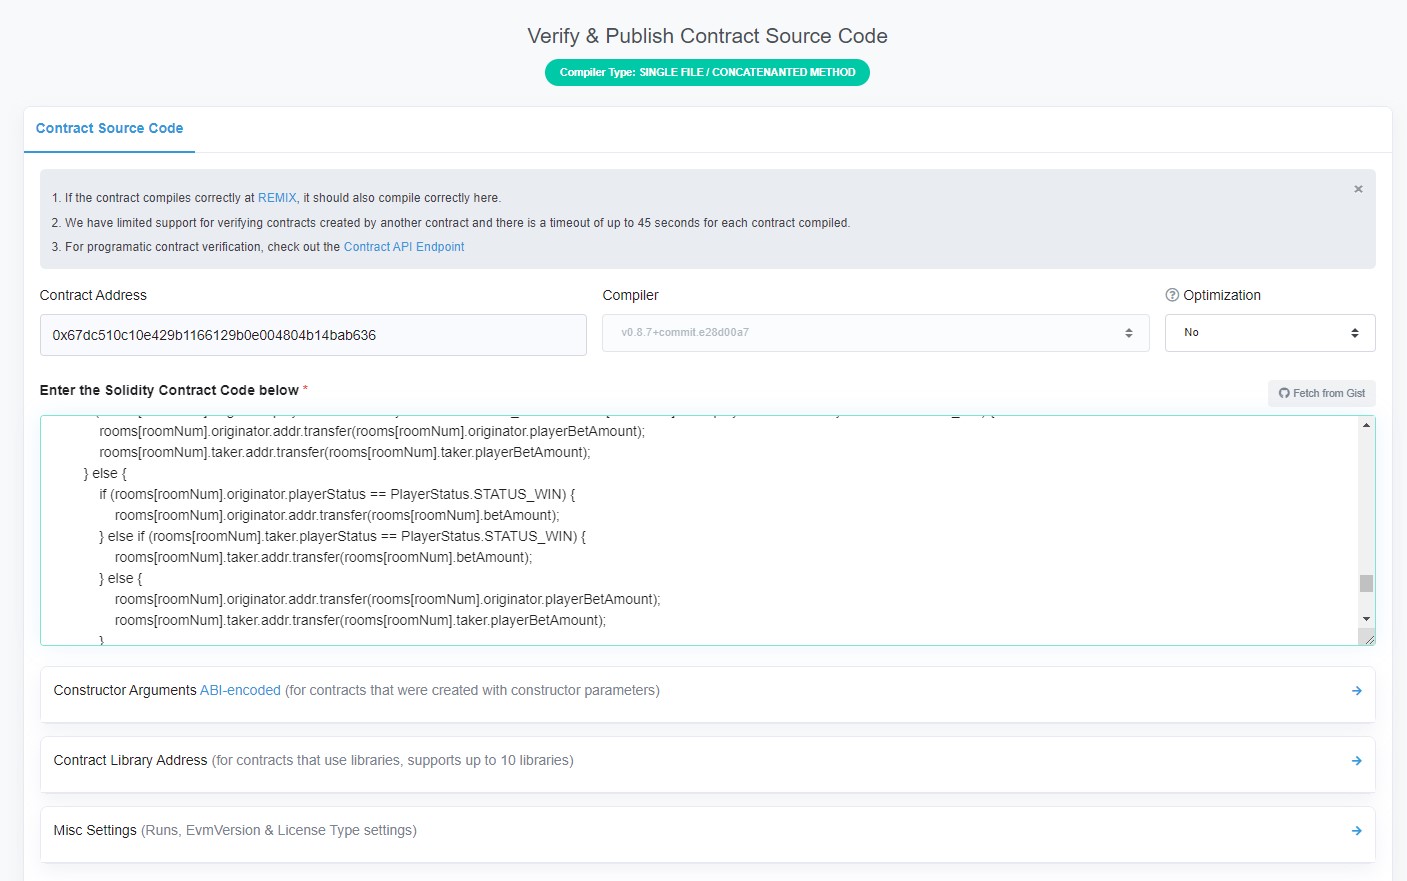 Verify & Publish Contract Source Code
Compiler Type: SINGLE FILE / CONCATENANTED METHOD
Contract Source Code
1. If the contract compiles correctly at REMIX, it should also compile correctly here.
×
2. We have limited support for verifying contracts created by another contract and there is a timeout of up to 45 seconds for each contract compiled.
3. For programatic contract verification, check out the Contract API Endpoint
Contract Address
Compiler
Optimization
0x67dc510c10e429b1166129b0e004804b14bab636
v0.8.7+commit.e28d00a7
No
Enter the Solidity Contract Code below *
Fetch from Gist
rooms[roomNum].originator.addr.transfer(rooms[roomNum].originator.playerBetAmount);
rooms[roomNum].taker.addr.transfer(rooms[roomNum].taker.playerBetAmount);
} else {
if (rooms[roomNum].originator.playerStatus == PlayerStatus.STATUS_WIN) {
rooms[roomNum].originator.addr.transfer(rooms[roomNum].betAmount);
} else if (rooms[roomNum].taker.playerStatus == PlayerStatus.STATUS_WIN) {
rooms[roomNum].taker.addr.transfer(rooms[roomNum].betAmount);
} else {
rooms[roomNum].originator.addr.transfer(rooms[roomNum].originator.playerBetAmount);
rooms[roomNum].taker.addr.transfer(rooms[roomNum].taker.playerBetAmount);
}
Constructor Arguments ABI-encoded (for contracts that were created with constructor parameters)
Contract Library Address (for contracts that use libraries, supports up to 10 libraries)
Misc Settings (Runs, EvmVersion & License Type settings)